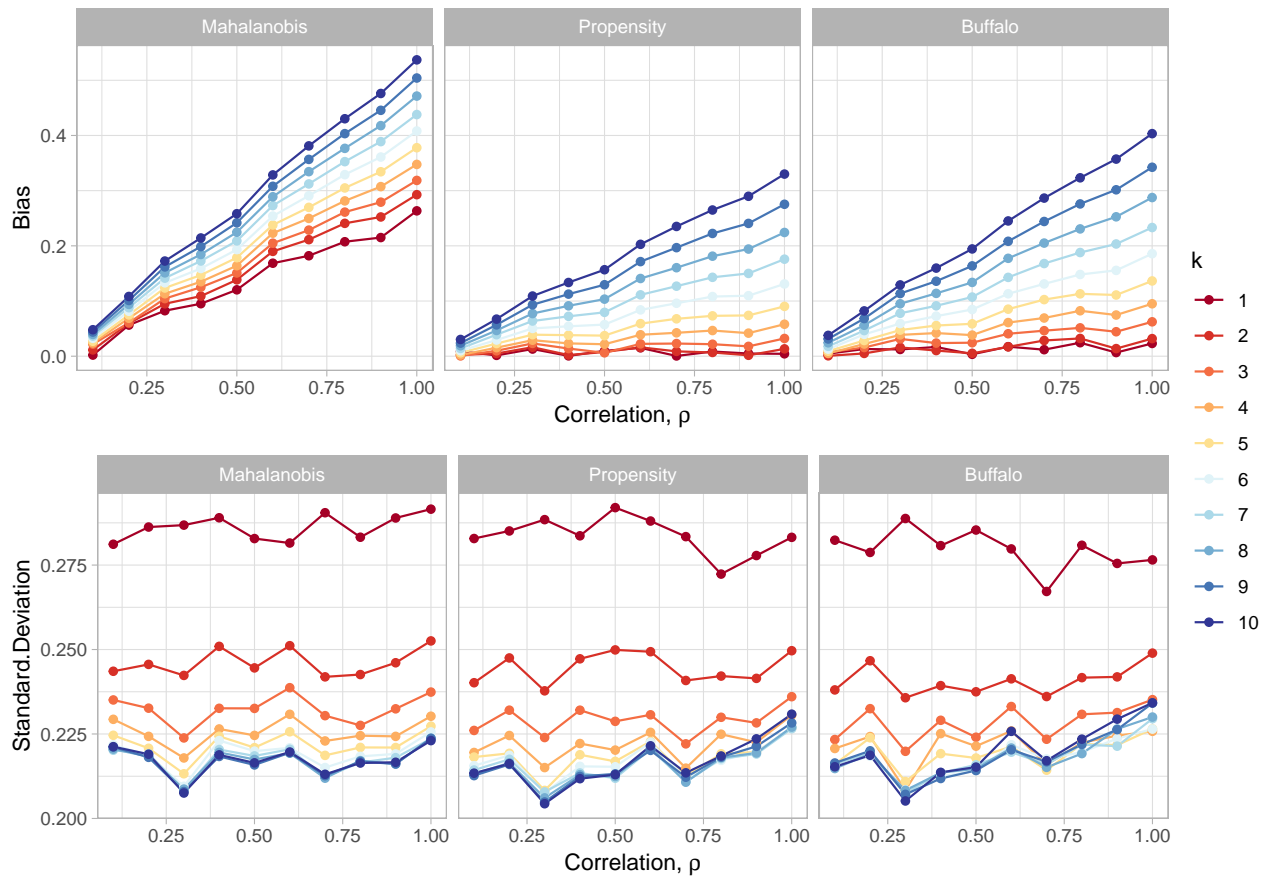 Mahalanobis Propensity Buffalo
Bias
0.4
0.2
0.0
0.25 0.50 0.75 1.00 0.25 0.50 0.75 1.00 0.25 0.50 0.75 1.00
Correlation, ρ
Mahalanobis Propensity Buffalo
Standard.Deviation
0.275
0.250
0.225
0.200
0.25 0.50 0.75 1.00 0.25 0.50 0.75 1.00 0.25 0.50 0.75 1.00
Correlation, ρ
k
1
2
3
4
5
6
7
8
9
10